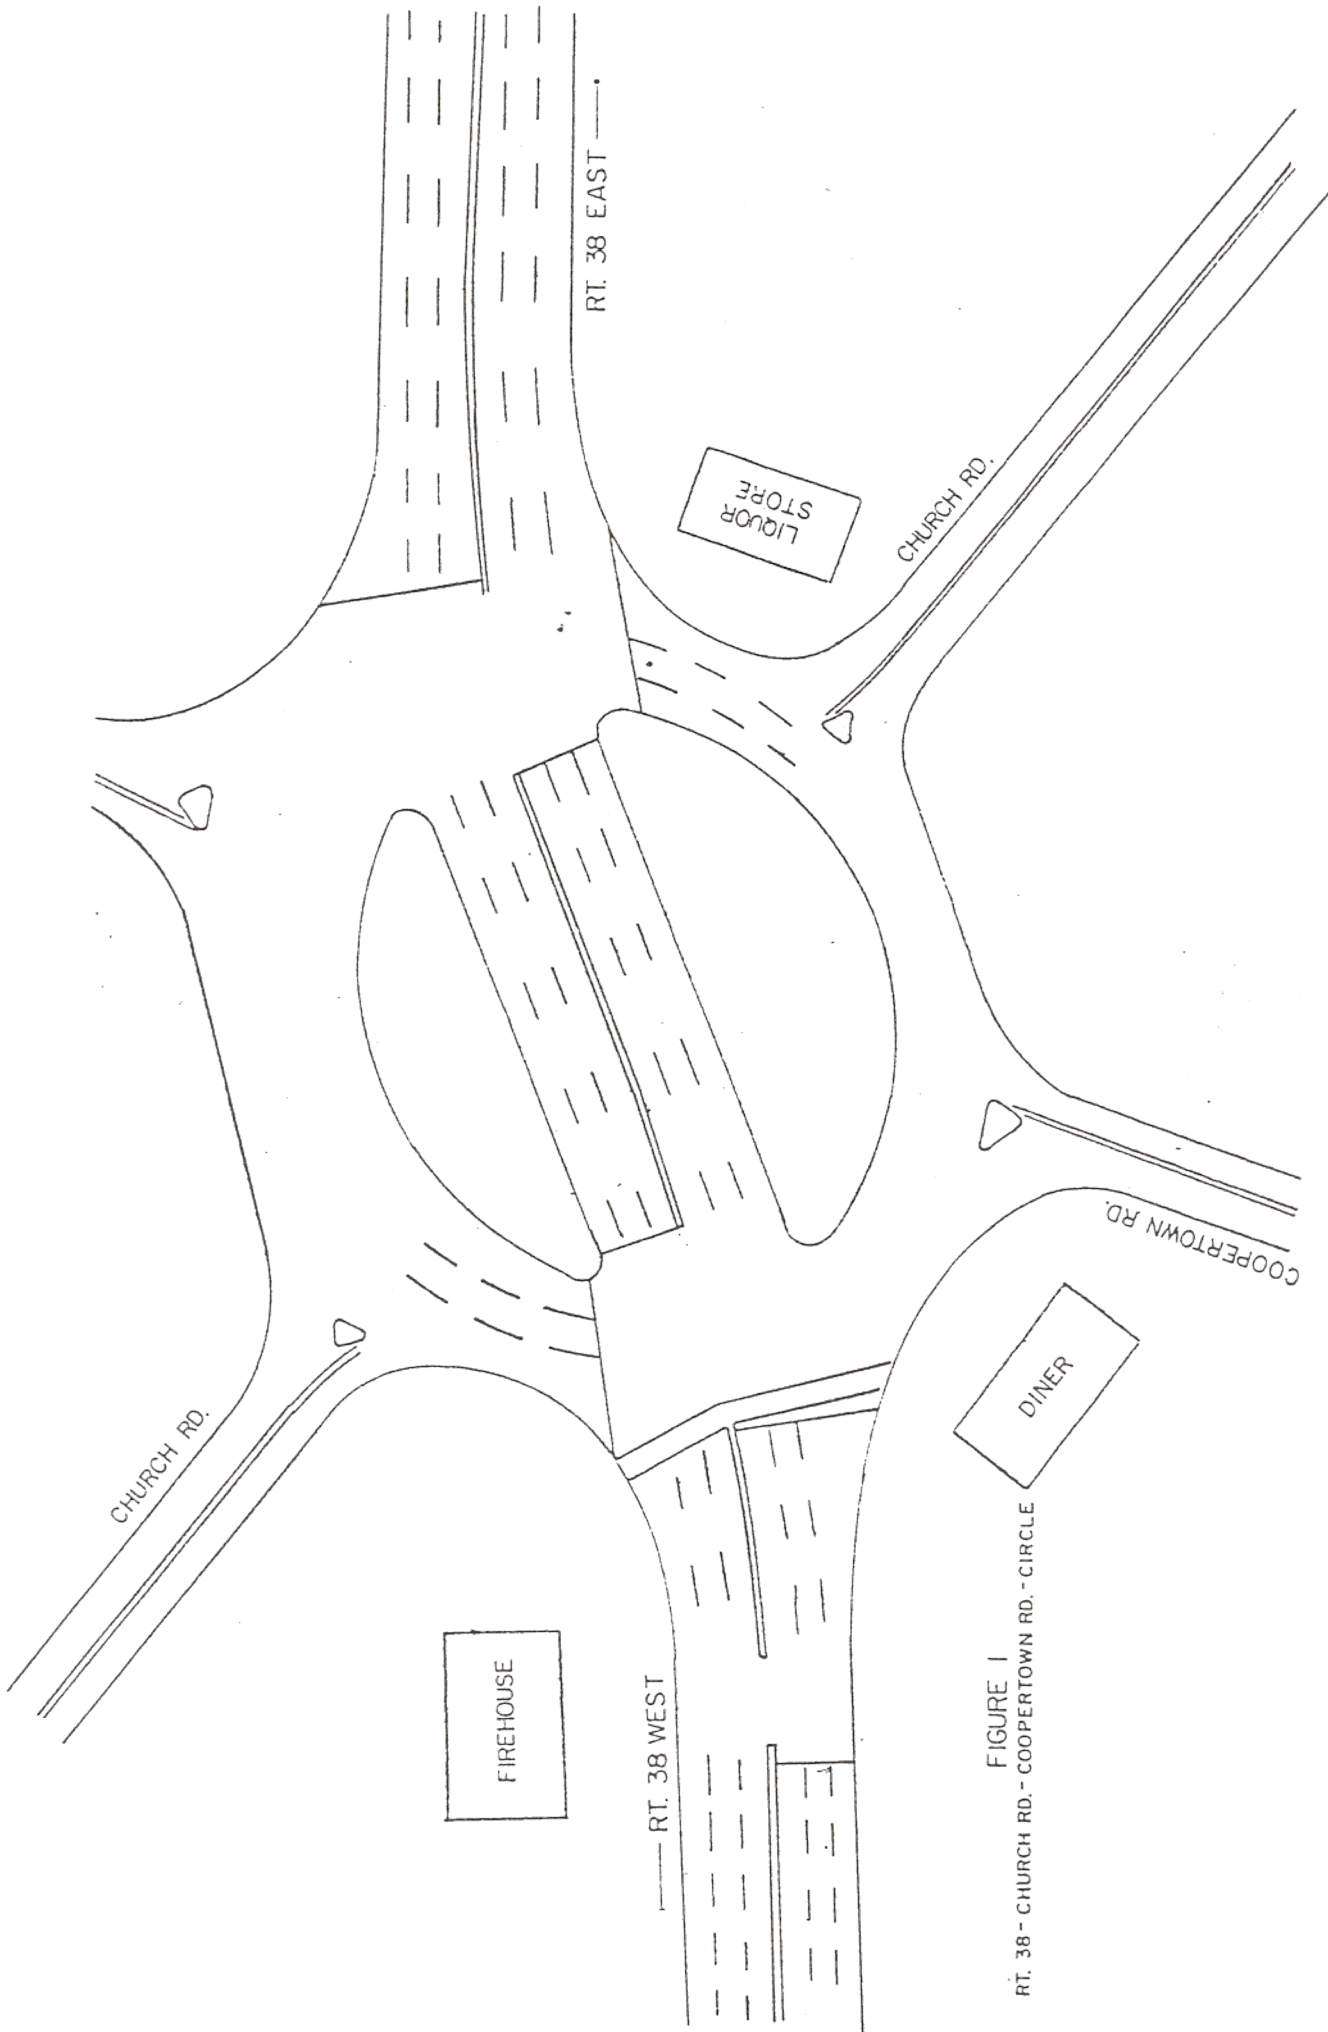 CHURCH RD.
FIREHOUSE
RT. 38 WEST
RT. 38 EAST
LIQUOR
STORE
CHURCH RD.
COOPERTOWN RD.
DINER
FIGURE 1
RT. 38 - CHURCH RD. - COOPERTOWN RD. - CIRCLE